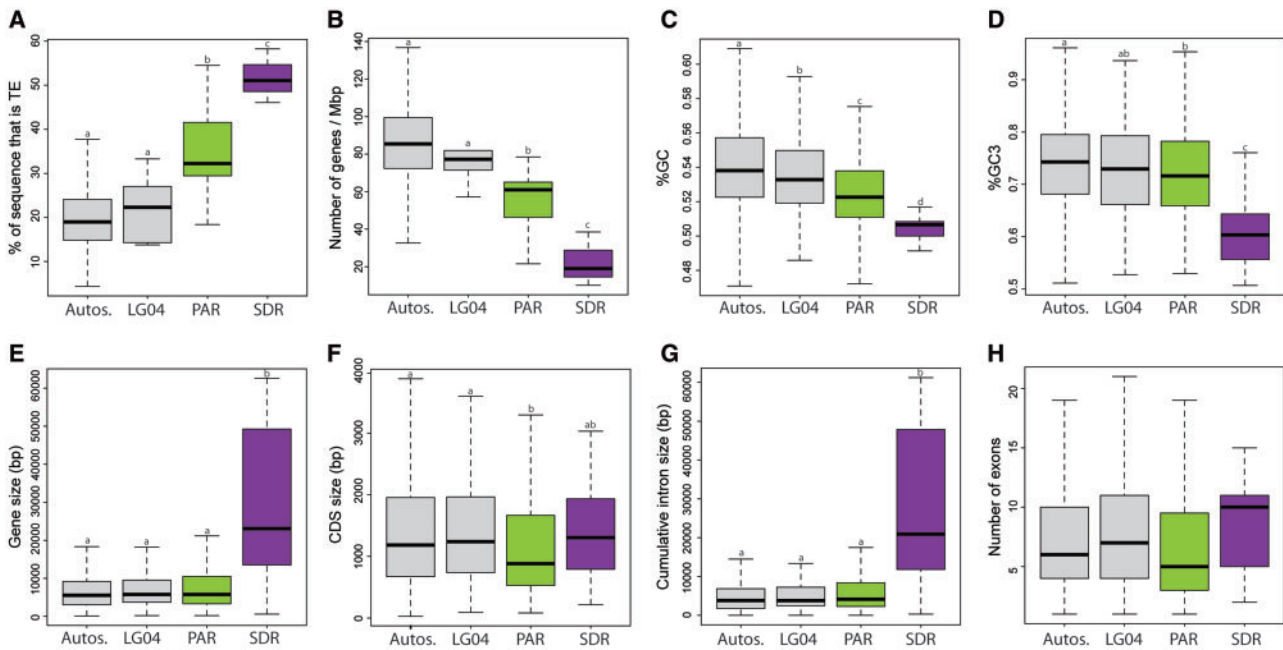 A
% of sequence that is TE
60
50
40
30
20
10
a
a
b
c
Autos. LG04 PAR SDR
B
Number of genes / Mbp
140
120
100
80
60
40
20
a
a
b
c
Autos. LG04 PAR SDR
C
%GC
0.60
0.58
0.56
0.54
0.52
0.50
0.48
a
b
c
d
Autos. LG04 PAR SDR
D
%GC3
0.9
0.8
0.7
0.6
0.5
a
ab
b
c
Autos. LG04 PAR SDR
E
Gene size (bp)
60000
50000
40000
30000
20000
10000
0
a
a
a
b
Autos. LG04 PAR SDR
F
CDS size (bp)
4000
3000
2000
1000
0
a
a
b
ab
Autos. LG04 PAR SDR
G
Cumulative intron size (bp)
60000
50000
40000
30000
20000
10000
0
a
a
a
b
Autos. LG04 PAR SDR
H
Number of exons
20
15
10
5
Autos. LG04 PAR SDR